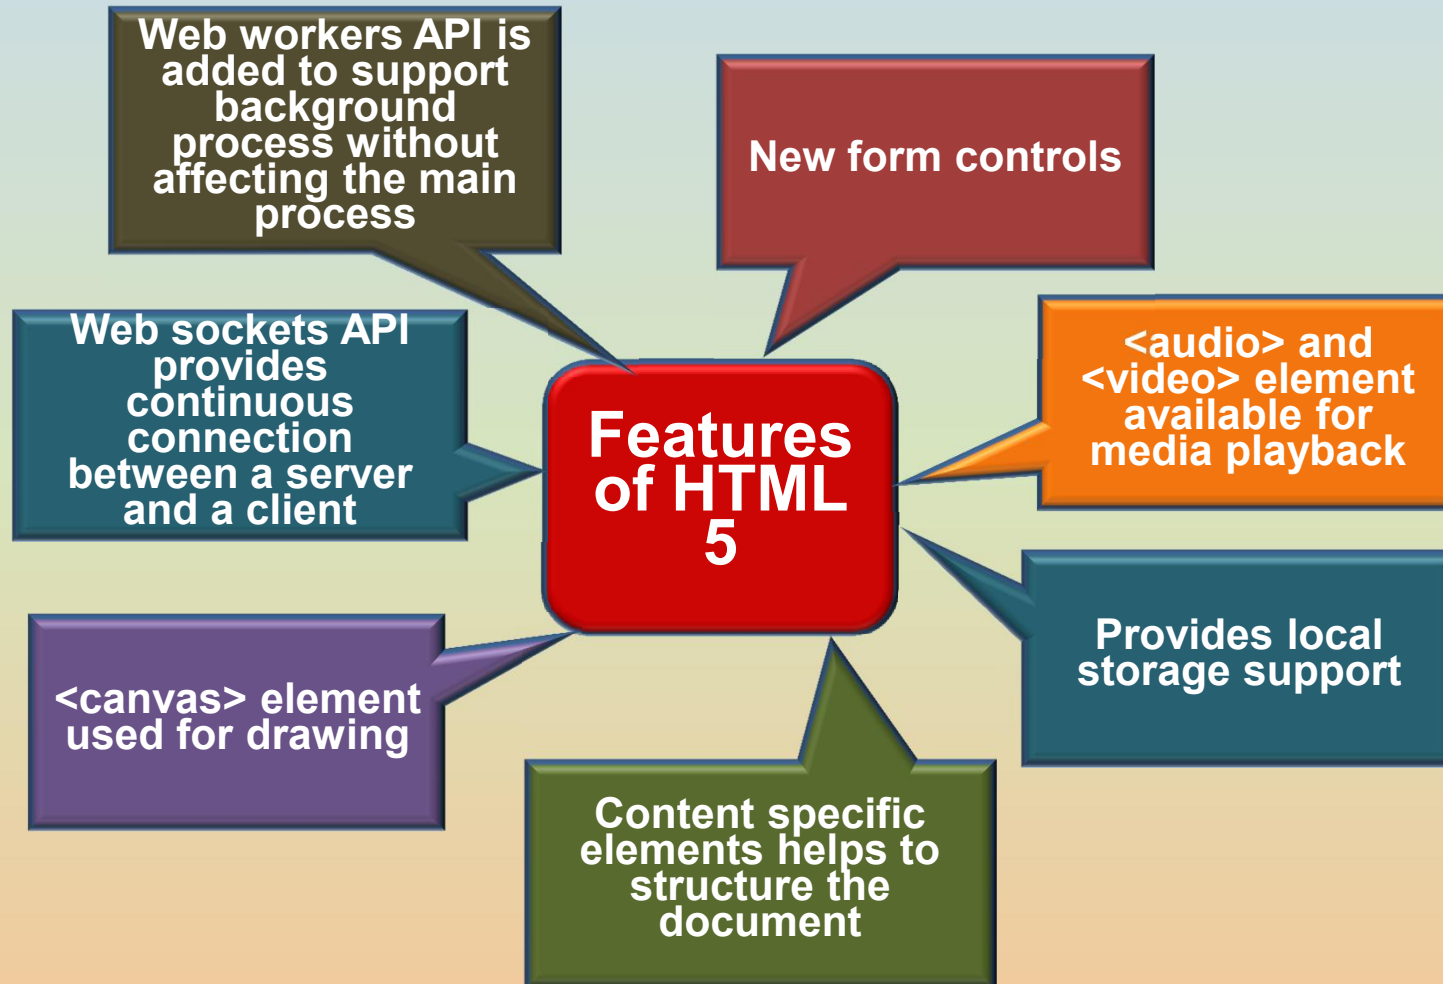 Web workers API is
added to support
background
process without
affecting the main
process
New form controls
Web sockets API
provides
continuous
connection
between a server
and a client
Features
of HTML
5
<audio> and
<video> element
available for
media playback
<canvas> element
used for drawing
Provides local
storage support
Content specific
elements helps to
structure the
document